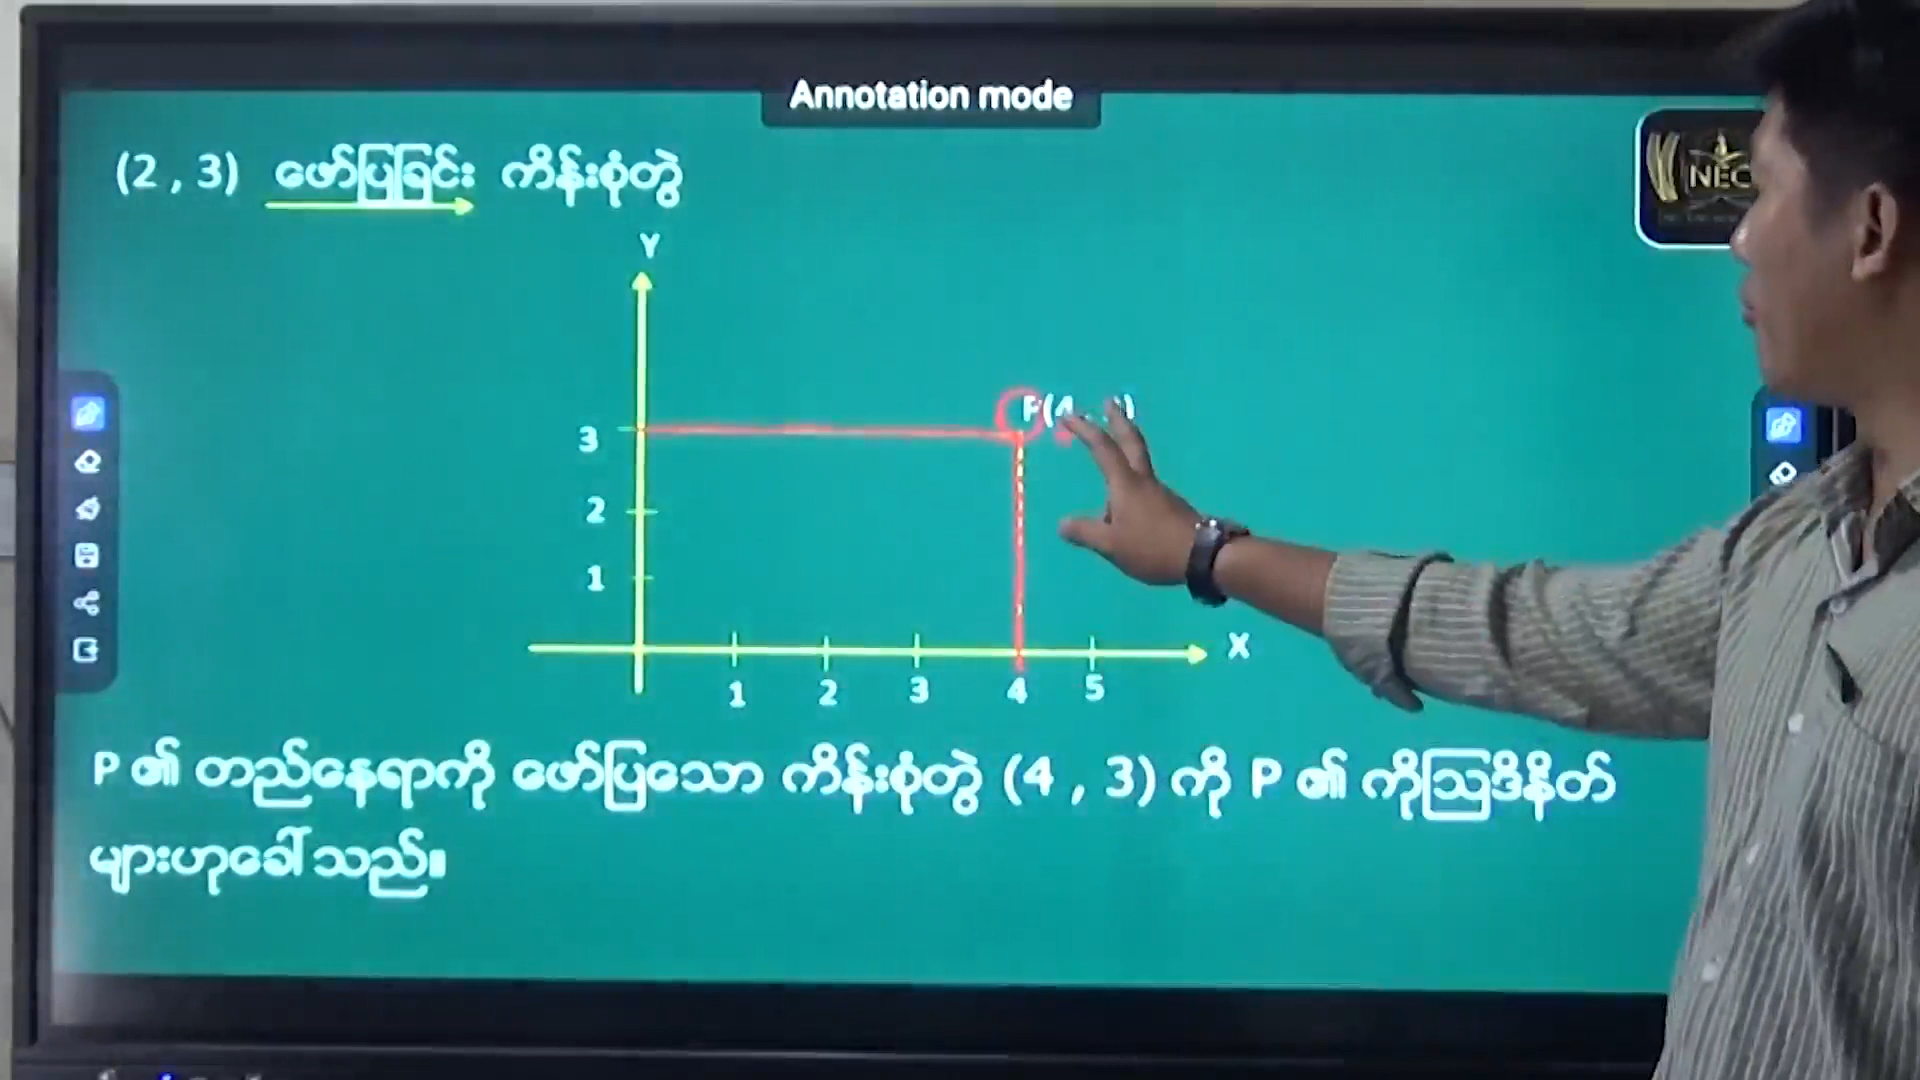 Annotation mode
(2 , 3) ဖော်ပြခြင်း ကိန်းစုံတွဲ
NEC
Y
P(4 ,
3
2
1
X
1 2 3 4 5
P ၏ တည်နေရာကို ဖော်ပြသော ကိန်းစုံတွဲ (4 , 3) ကို P ၏ ကိုဩဒိနိတ်
များဟုခေါ်သည်။